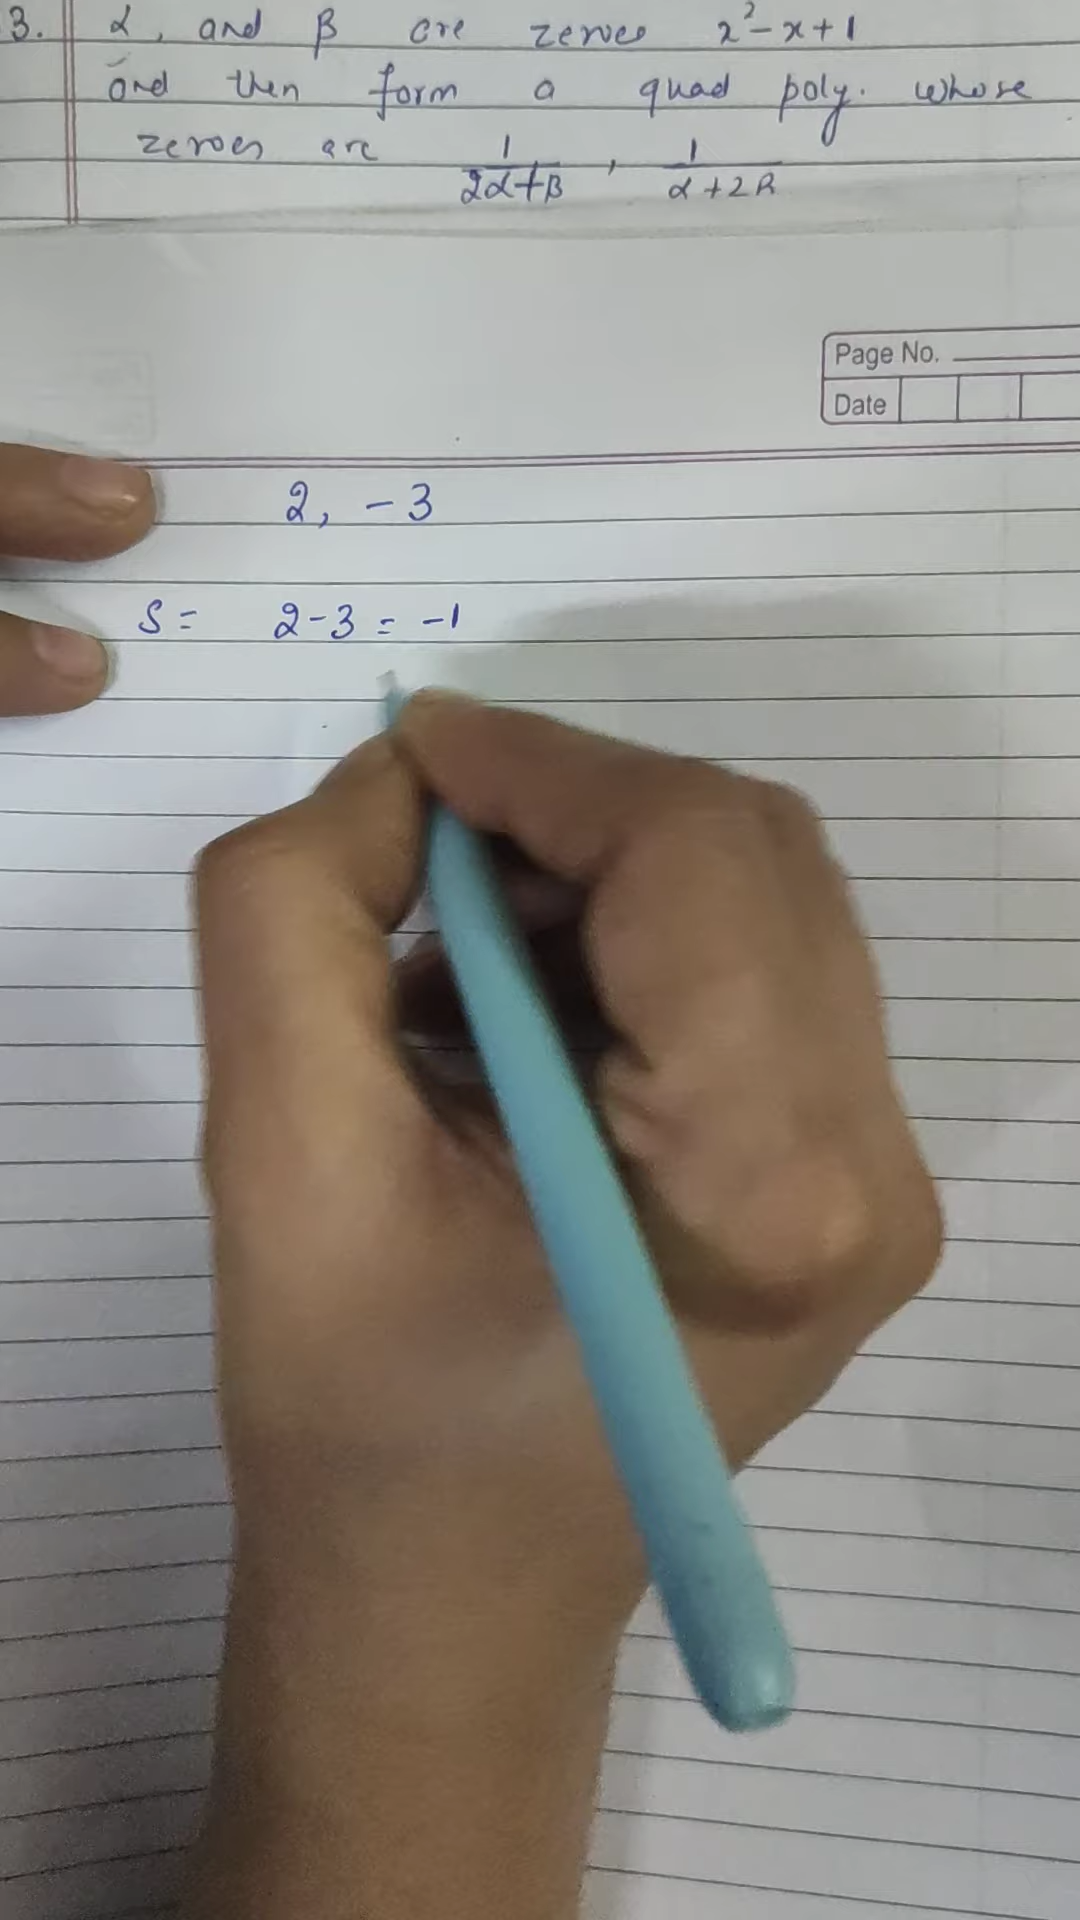 3. α, and β are zeroes x² - x + 1
and then form a quad poly. whose
zeroes are 1/2α+β , 1/α+2β
Page No.
Date
2, -3
S = 2-3 = -1